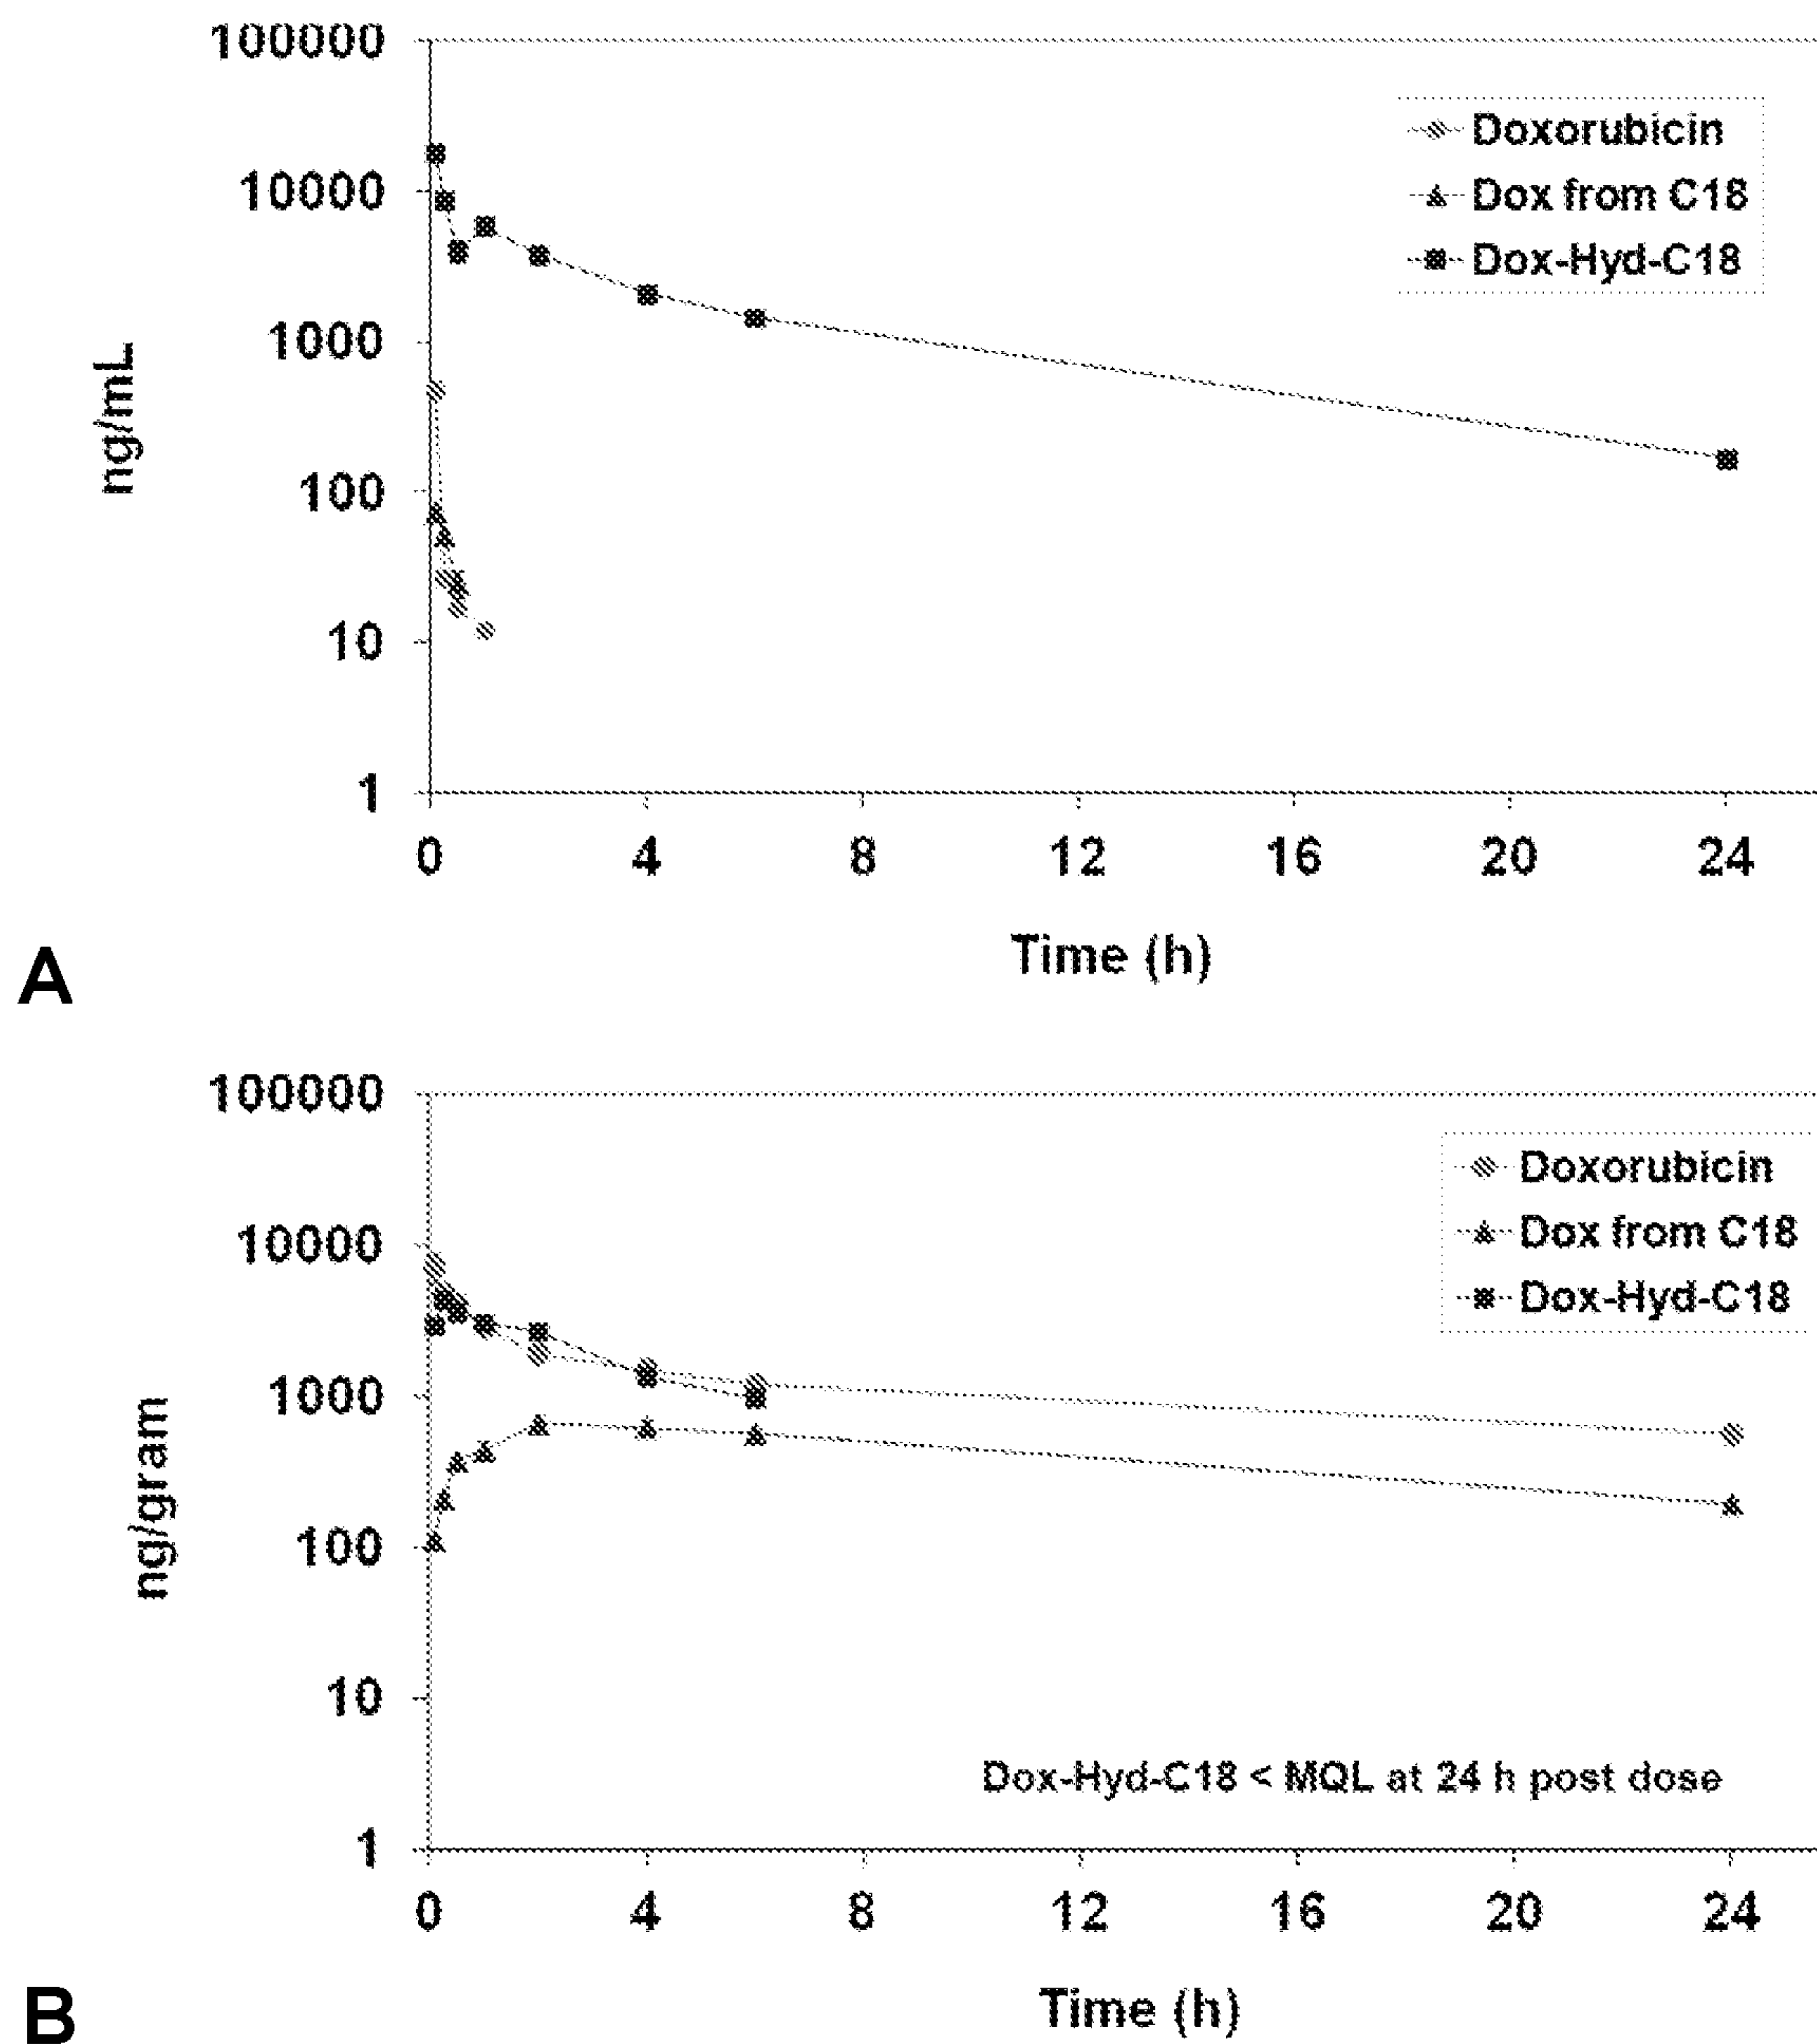 100000
10000
1000
100
10
1
ng/mL
Doxorubicin
Dox from C18
Dox-Hyd-C18
0 4 8 12 16 20 24
Time (h)
A
100000
10000
1000
100
10
1
ng/gram
Doxorubicin
Dox from C18
Dox-Hyd-C18
Dox-Hyd-C18 < MQL at 24 h post dose
0 4 8 12 16 20 24
Time (h)
B